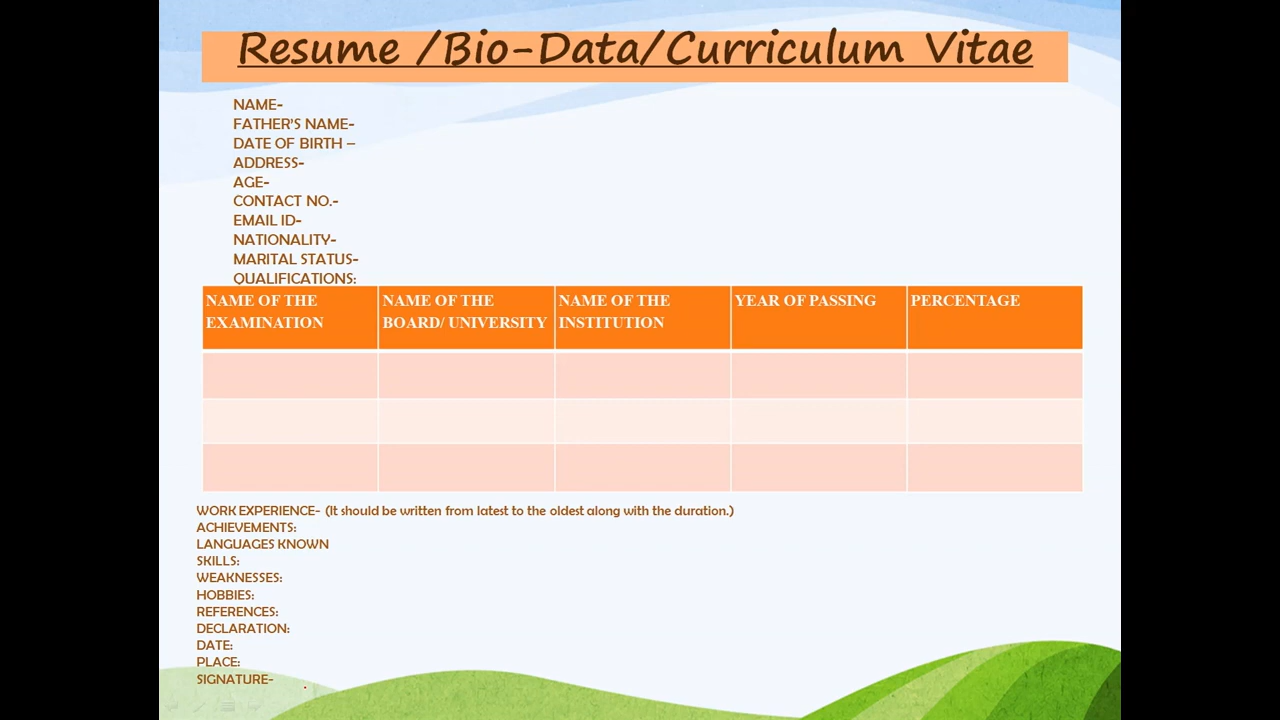 Resume /Bio-Data/Curriculum Vitae
NAME-
FATHER'S NAME-
DATE OF BIRTH –
ADDRESS-
AGE-
CONTACT NO.-
EMAIL ID-
NATIONALITY-
MARITAL STATUS-
QUALIFICATIONS:
NAME OF THE EXAMINATION
NAME OF THE BOARD/ UNIVERSITY
NAME OF THE INSTITUTION
YEAR OF PASSING
PERCENTAGE
WORK EXPERIENCE- (It should be written from latest to the oldest along with the duration.)
ACHIEVEMENTS:
LANGUAGES KNOWN
SKILLS:
WEAKNESSES:
HOBBIES:
REFERENCES:
DECLARATION:
DATE:
PLACE:
SIGNATURE-